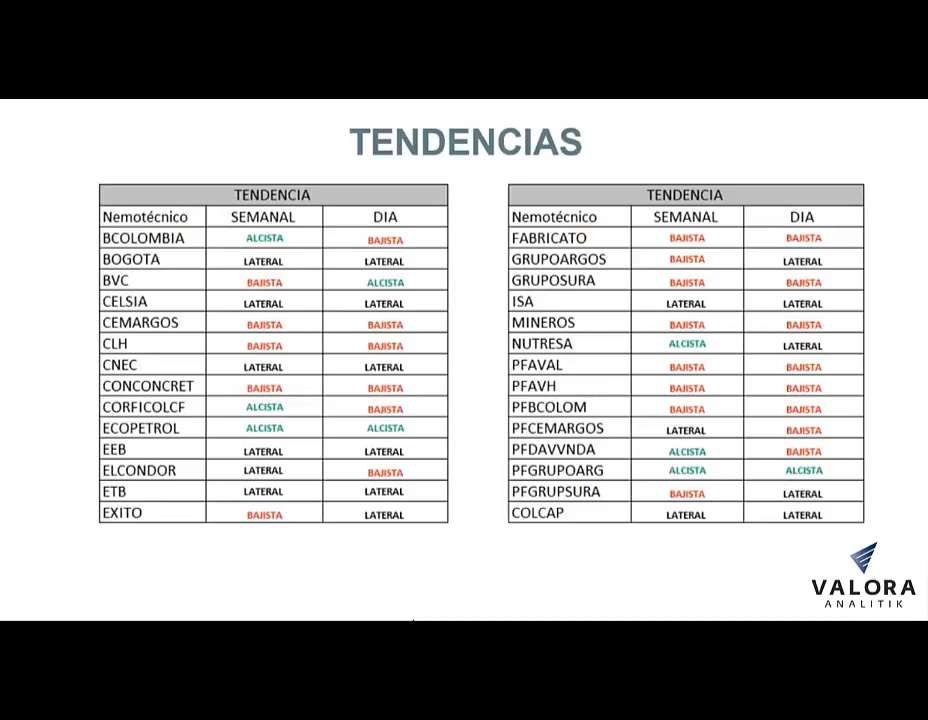 TENDENCIAS
TENDENCIA
Nemotécnico SEMANAL DIA
BCOLOMBIA ALCISTA BAJISTA
BOGOTA LATERAL LATERAL
BVC BAJISTA ALCISTA
CELSIA LATERAL LATERAL
CEMARGOS BAJISTA BAJISTA
CLH BAJISTA BAJISTA
CNEC LATERAL LATERAL
CONCONCRET BAJISTA BAJISTA
CORFICOLCF ALCISTA BAJISTA
ECOPETROL ALCISTA ALCISTA
EEB LATERAL LATERAL
ELCONDOR LATERAL BAJISTA
ETB LATERAL LATERAL
EXITO BAJISTA LATERAL
TENDENCIA
Nemotécnico SEMANAL DIA
FABRICATO BAJISTA BAJISTA
GRUPOARGOS BAJISTA LATERAL
GRUPOSURA BAJISTA BAJISTA
ISA LATERAL LATERAL
MINEROS BAJISTA BAJISTA
NUTRESA ALCISTA LATERAL
PFAVAL BAJISTA BAJISTA
PFAVH BAJISTA BAJISTA
PFBCOLOM BAJISTA BAJISTA
PFCEMARGOS LATERAL BAJISTA
PFDAVVNDA ALCISTA BAJISTA
PFGRUPOARG ALCISTA ALCISTA
PFGRUPSURA BAJISTA LATERAL
COLCAP LATERAL LATERAL
VALORA
ANALITIK